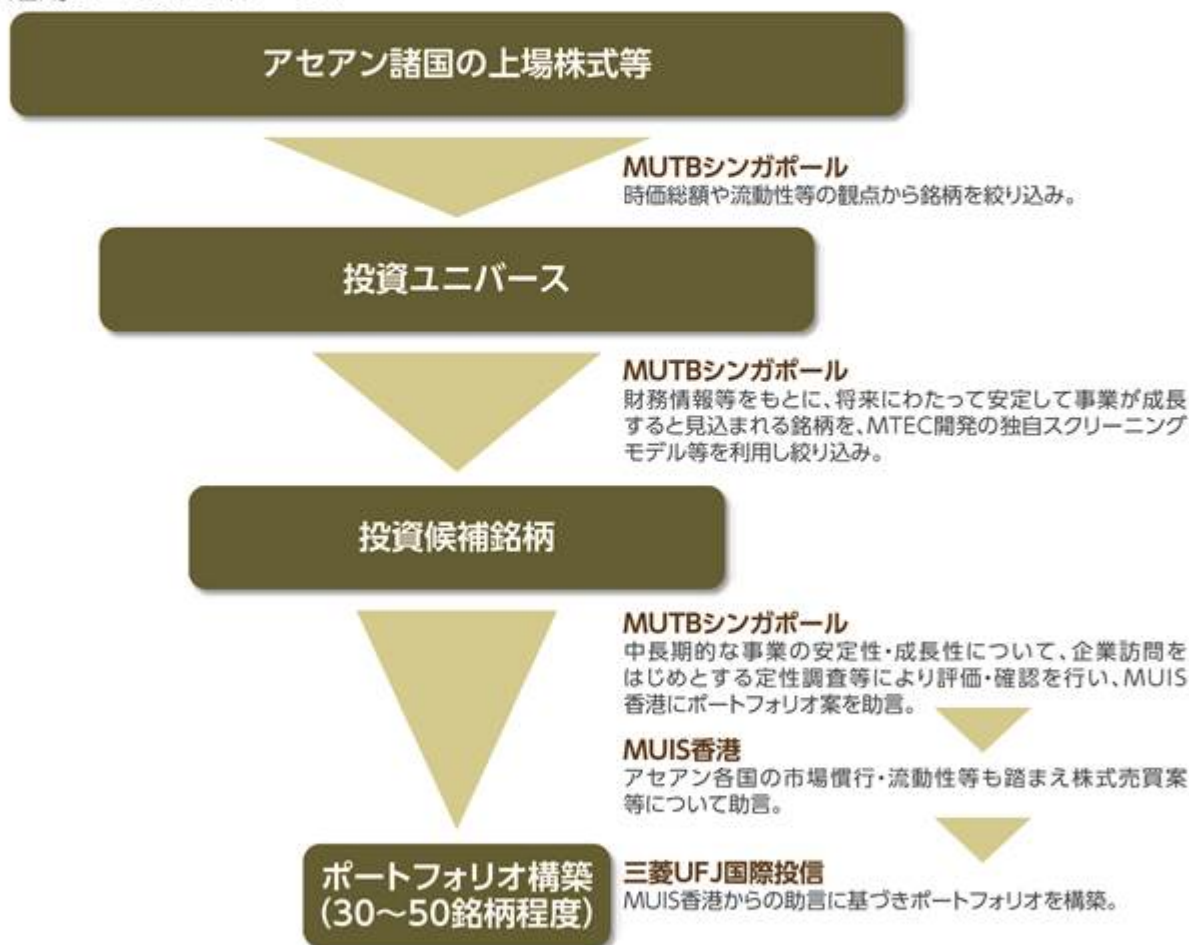 アセアン諸国の上場株式等
MUTBシンガポール
時価総額や流動性等の観点から銘柄を絞り込み。
投資ユニバース
MUTBシンガポール
財務情報等をもとに、将来にわたって安定して事業が成長
すると見込まれる銘柄を、MTEC開発の独自スクリーニング
モデル等を利用し絞り込み。
投資候補銘柄
MUTBシンガポール
中長期的な事業の安定性・成長性について、企業訪問を
はじめとする定性調査等により評価・確認を行い、MUIS
香港にポートフォリオ案を助言。
MUIS香港
アセアン各国の市場慣行・流動性等も踏まえ株式売買案
等について助言。
ポートフォリオ構築
(30〜50銘柄程度)
三菱UFJ国際投信
MUIS香港からの助言に基づきポートフォリオを構築。